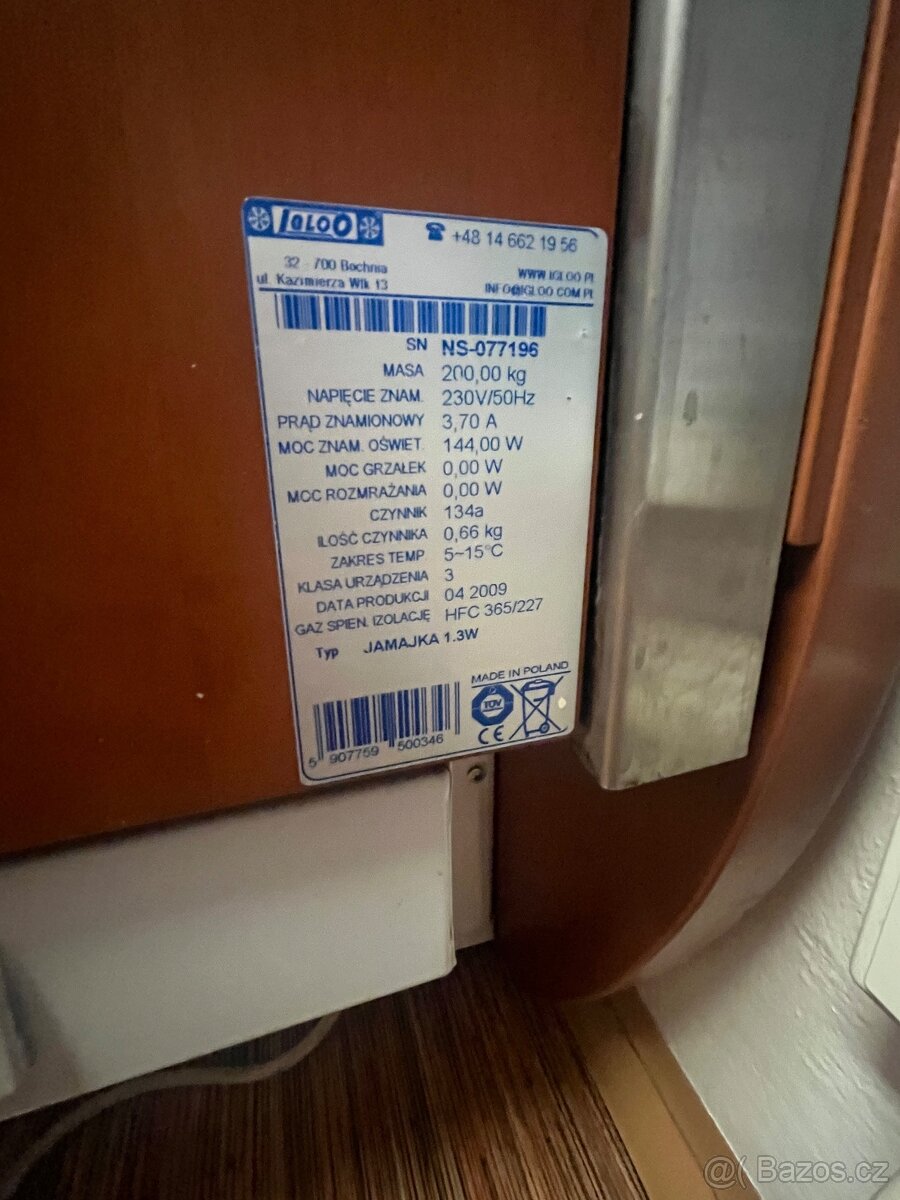 IGLOO
☎ +48 14 662 19 56
32 - 700 Bochnia
ul. Kazimierza Wlk 13
WWW.IGLOO.PL
INFO@IGLOO.COM.PL
SN NS-077196
MASA 200,00 kg
NAPIĘCIE ZNAM. 230V/50Hz
PRĄD ZNAMIONOWY 3,70 A
MOC ZNAM. OŚWIET. 144,00 W
MOC GRZAŁEK 0,00 W
MOC ROZMRAŻANIA 0,00 W
CZYNNIK 134a
ILOŚĆ CZYNNIKA 0,66 kg
ZAKRES TEMP 5~15°C
KLASA URZĄDZENIA 3
DATA PRODUKCJI 04 2009
GAZ SPIEN. IZOLACJĘ HFC 365/227
Typ JAMAJKA 1.3W
MADE IN POLAND
TÜV
CE
5 907759 500346
@( Bazos.cz